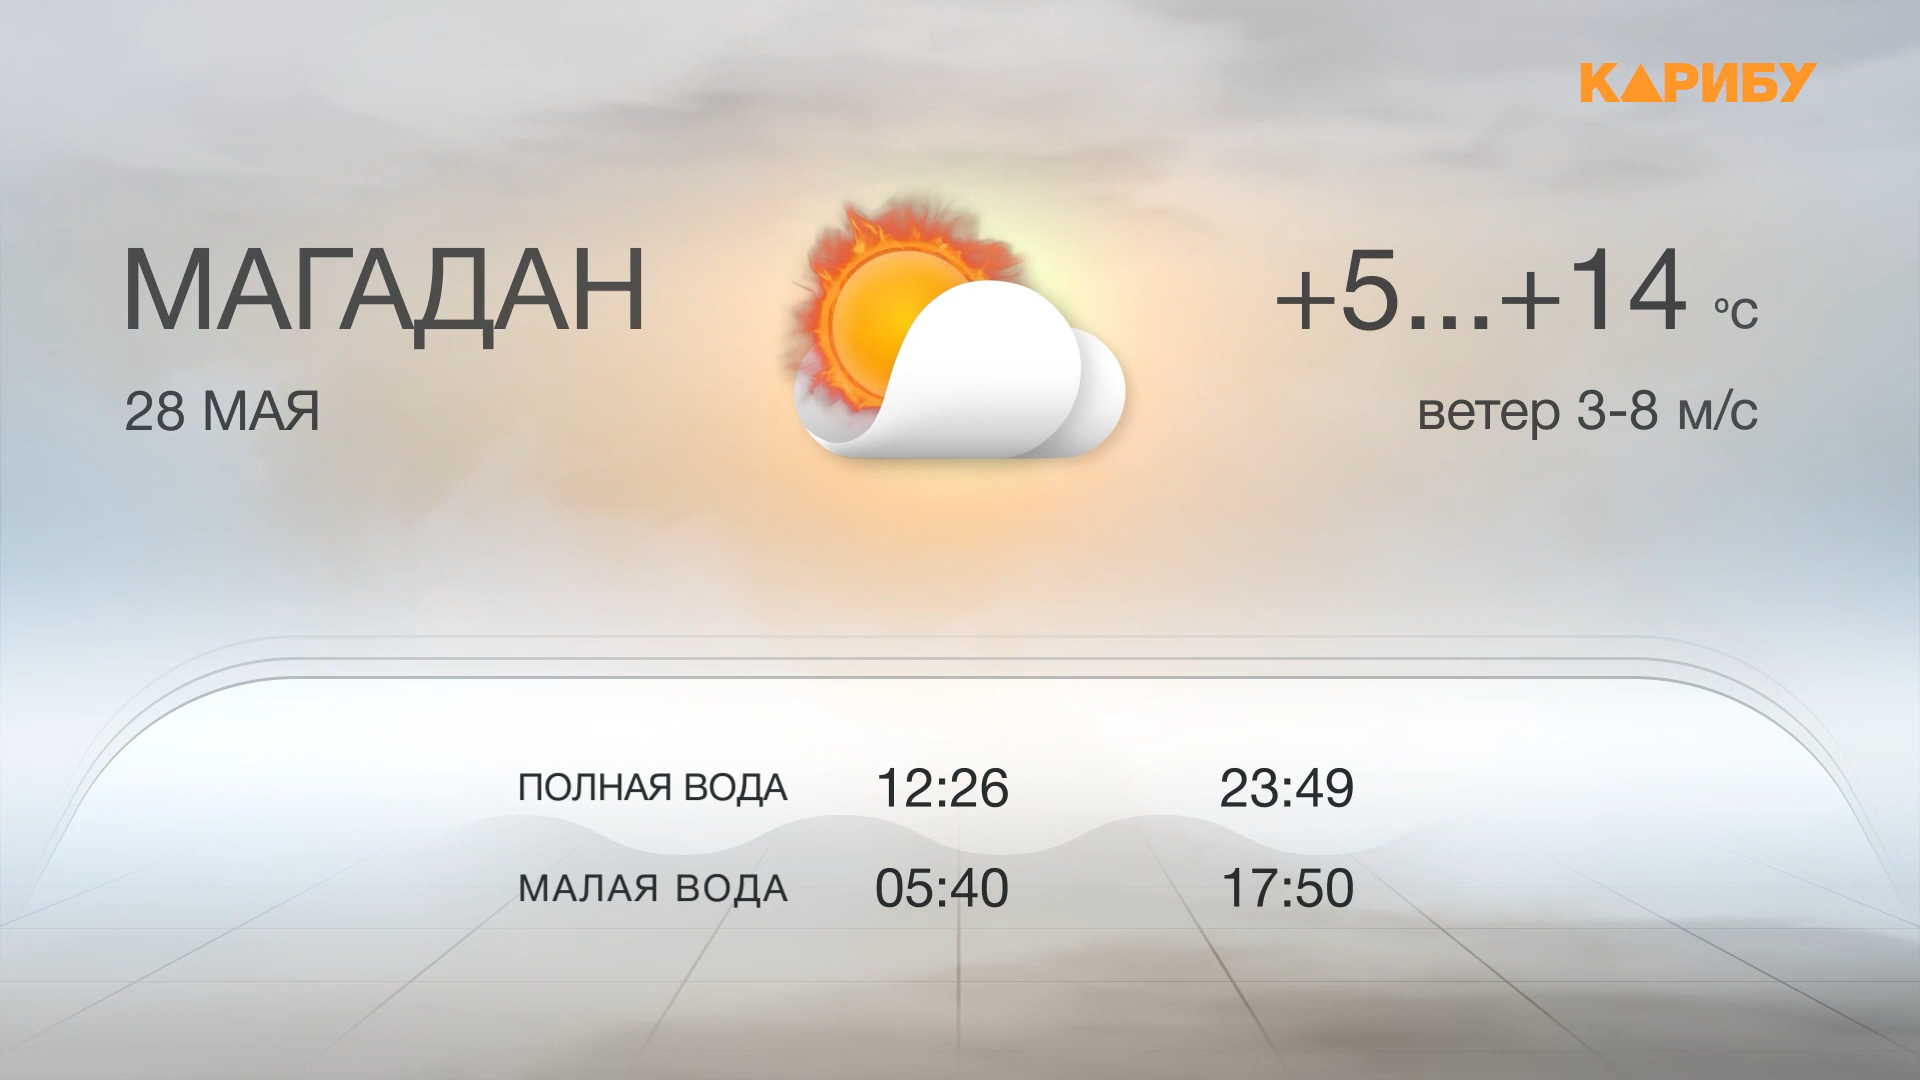 КАРИБУ
МАГАДАН
+5...+14 °С
28 МАЯ
ветер 3-8 м/с
ПОЛНАЯ ВОДА 12:26 23:49
МАЛАЯ ВОДА 05:40 17:50